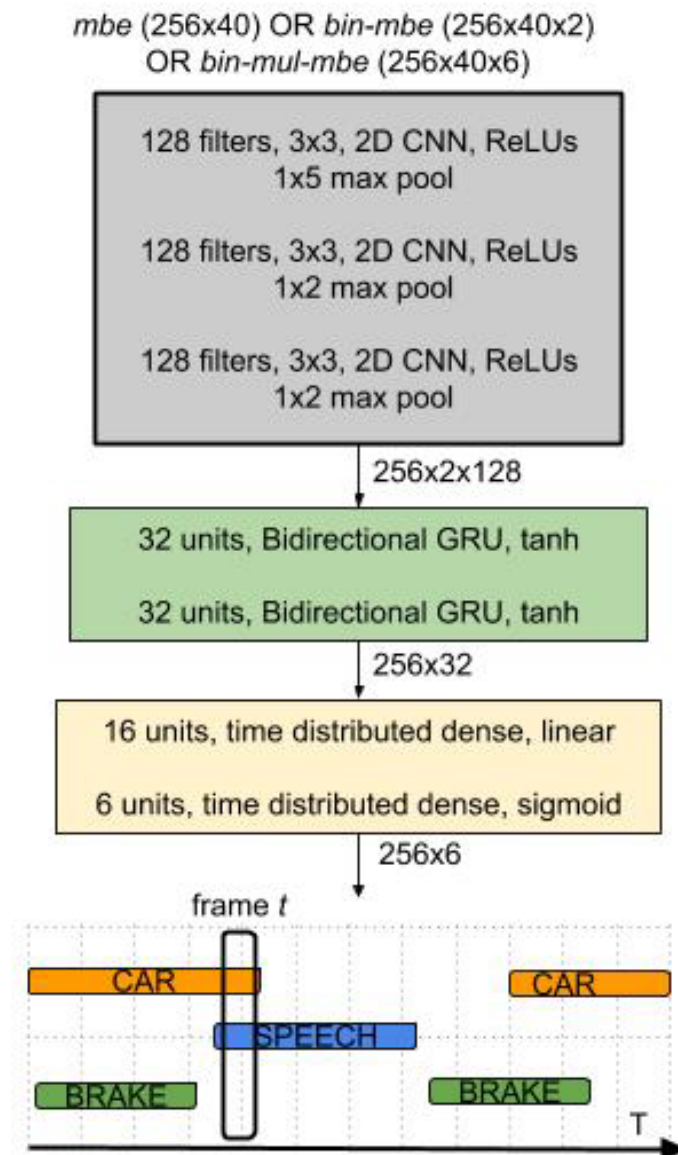 mbe (256x40) OR bin-mbe (256x40x2)
OR bin-mul-mbe (256x40x6)
128 filters, 3x3, 2D CNN, ReLUs
1x5 max pool
128 filters, 3x3, 2D CNN, ReLUs
1x2 max pool
128 filters, 3x3, 2D CNN, ReLUs
1x2 max pool
256x2x128
32 units, Bidirectional GRU, tanh
32 units, Bidirectional GRU, tanh
256x32
16 units, time distributed dense, linear
6 units, time distributed dense, sigmoid
256x6
frame t
CAR CAR
SPEECH
BRAKE BRAKE
T